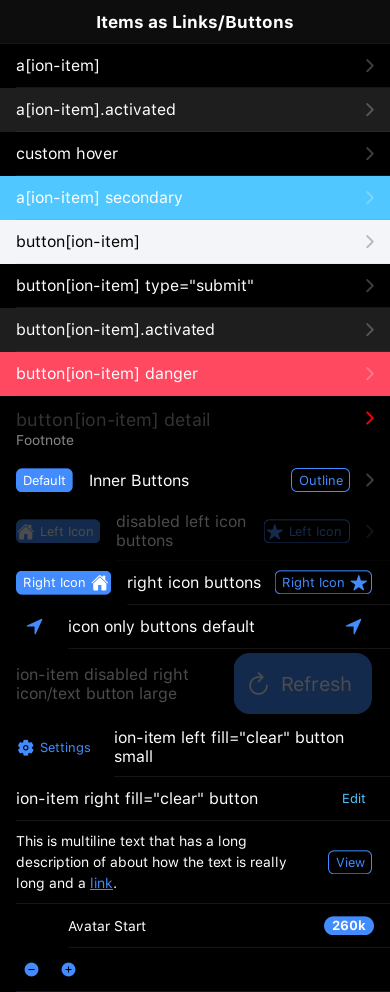 Items as Links/Buttons
a[ion-item]
a[ion-item].activated
custom hover
a[ion-item] secondary
button[ion-item]
button[ion-item] type="submit"
button[ion-item].activated
button[ion-item] danger
button[ion-item] detail
Footnote
Default Inner Buttons Outline
Left Icon disabled left icon Left Icon
buttons
Right Icon right icon buttons Right Icon
icon only buttons default
ion-item disabled right
icon/text button large
Refresh
Settings
ion-item left fill="clear" button
small
ion-item right fill="clear" button Edit
This is multiline text that has a long
description of about how the text is really
long and a link.
View
Avatar Start 260k